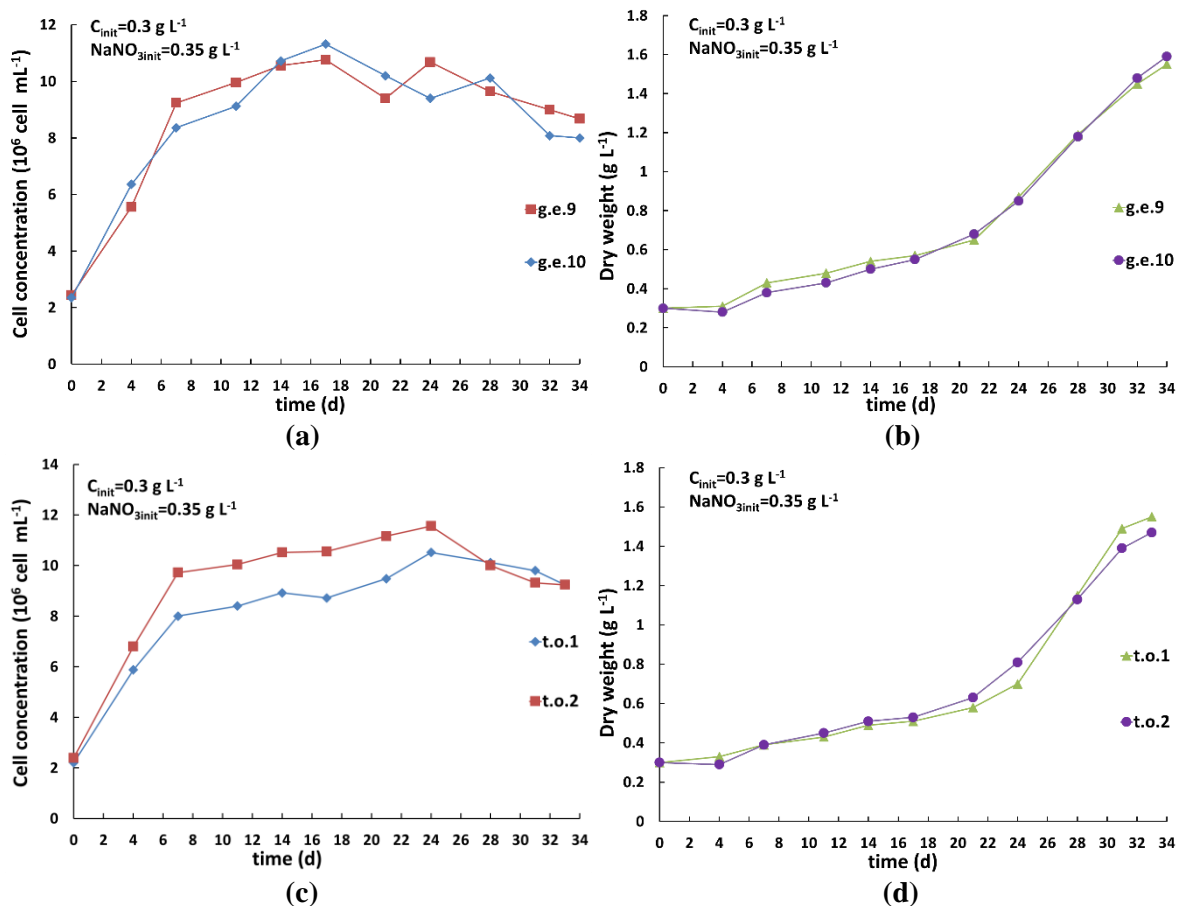 C_init=0.3 g L⁻¹
NaNO₃init=0.35 g L⁻¹
Cell concentration (10⁶ cell mL⁻¹)
12
10
8
6
4
2
0
0 2 4 6 8 10 12 14 16 18 20 22 24 26 28 30 32 34
time (d)
g.e.9
g.e.10
(a)
C_init=0.3 g L⁻¹
NaNO₃init=0.35 g L⁻¹
Dry weight (g L⁻¹)
1.8
1.6
1.4
1.2
1
0.8
0.6
0.4
0.2
0
0 2 4 6 8 10 12 14 16 18 20 22 24 26 28 30 32 34
time (d)
g.e.9
g.e.10
(b)
C_init=0.3 g L⁻¹
NaNO₃init=0.35 g L⁻¹
Cell concentration (10⁶ cell mL⁻¹)
14
12
10
8
6
4
2
0
0 2 4 6 8 10 12 14 16 18 20 22 24 26 28 30 32 34
time (d)
t.o.1
t.o.2
(c)
C_init=0.3 g L⁻¹
NaNO₃init=0.35 g L⁻¹
Dry weight (g L⁻¹)
1.8
1.6
1.4
1.2
1
0.8
0.6
0.4
0.2
0
0 2 4 6 8 10 12 14 16 18 20 22 24 26 28 30 32 34
time (d)
t.o.1
t.o.2
(d)